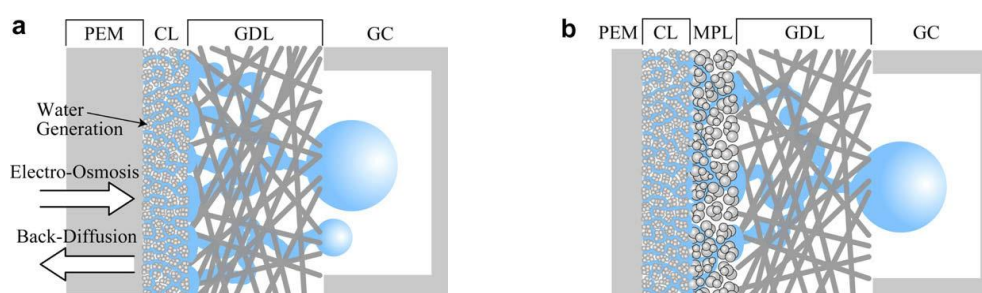 a
PEM CL GDL GC
Water
Generation
Electro-Osmosis
Back-Diffusion
b
PEM CL MPL GDL GC